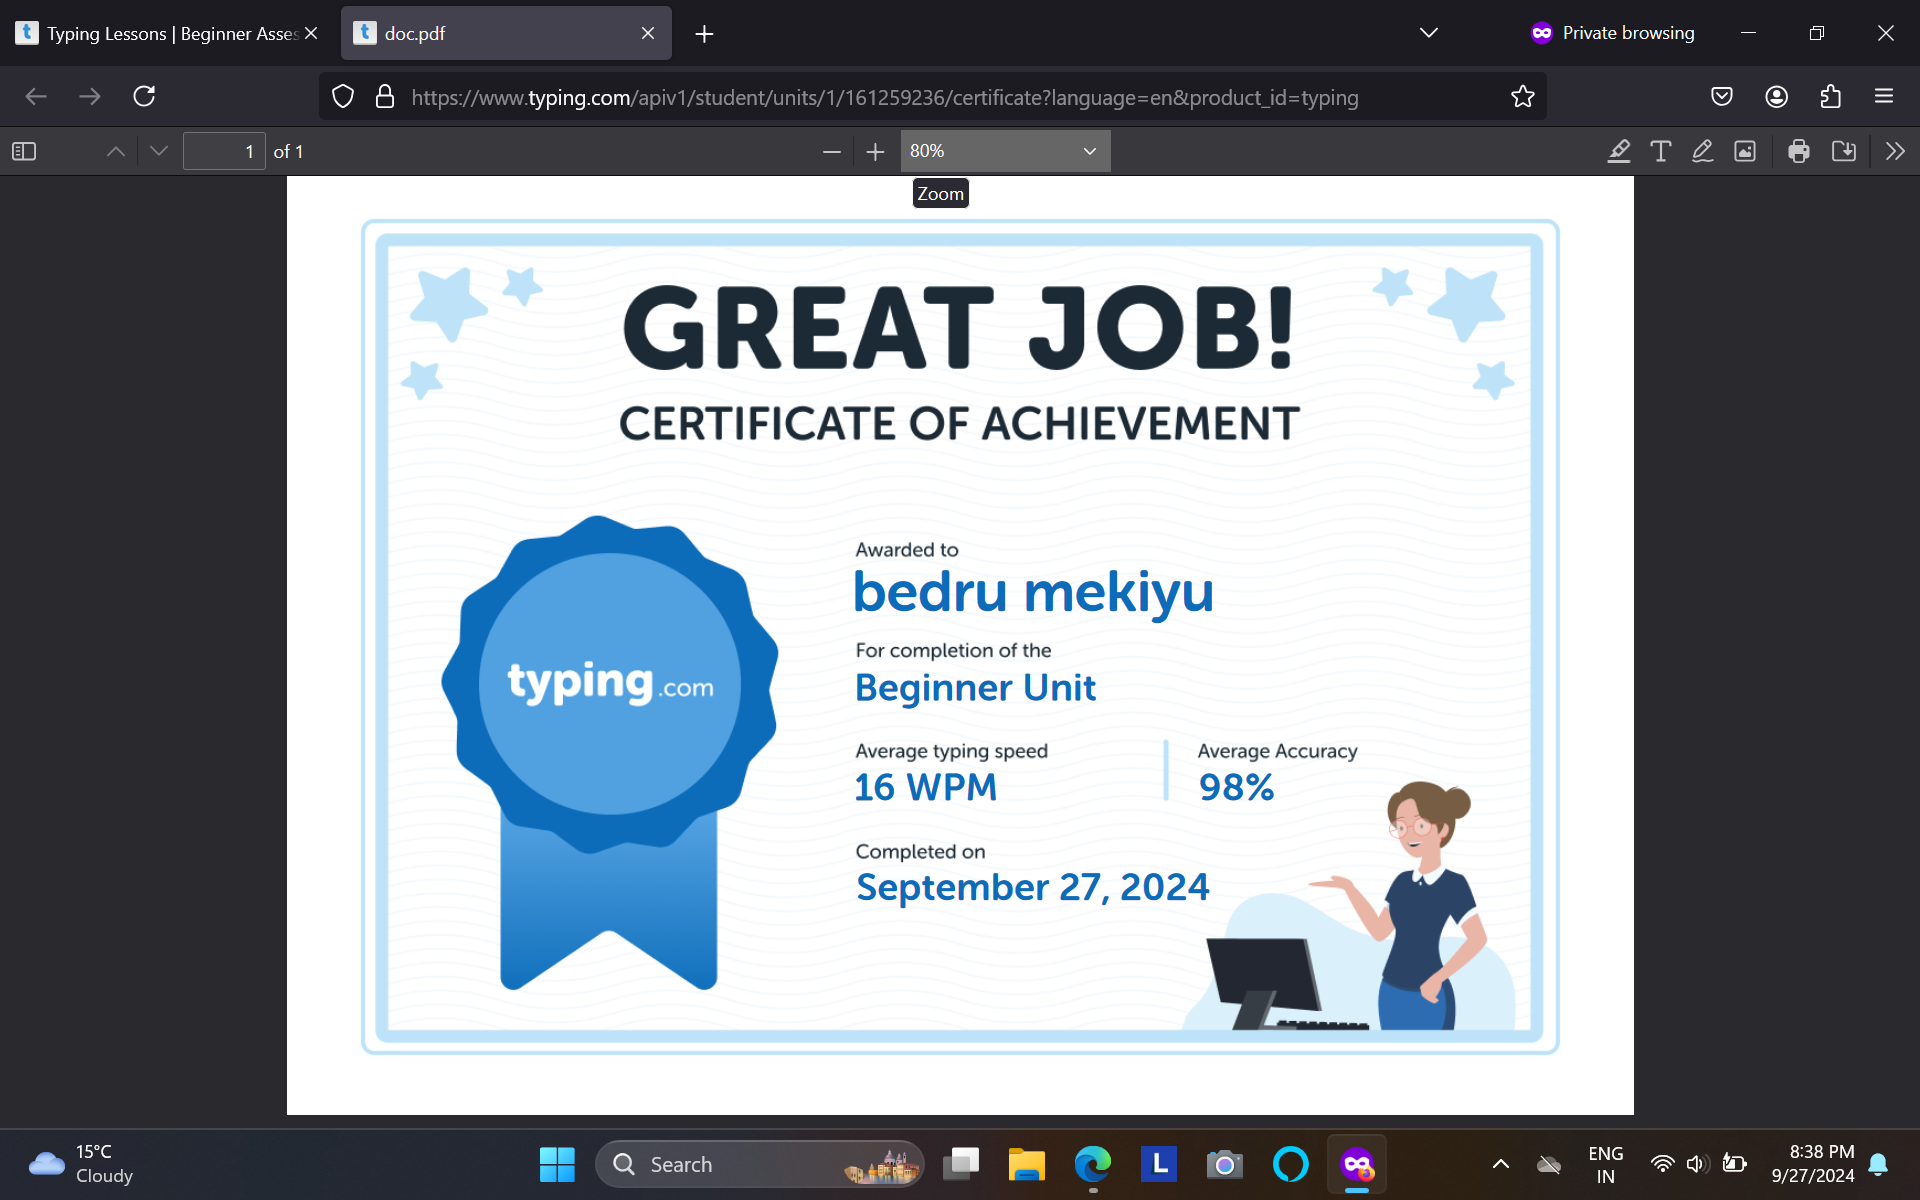 Typing Lessons | Beginner Asses
doc.pdf
Private browsing
https://www.typing.com/apiv1/student/units/1/161259236/certificate?language=en&product_id=typing
1 of 1
80%
Zoom
GREAT JOB!
CERTIFICATE OF ACHIEVEMENT
typing.com
Awarded to
bedru mekiyu
For completion of the
Beginner Unit
Average typing speed
16 WPM
Average Accuracy
98%
Completed on
September 27, 2024
15°C
Cloudy
Search
L
ENG
IN
8:38 PM
9/27/2024